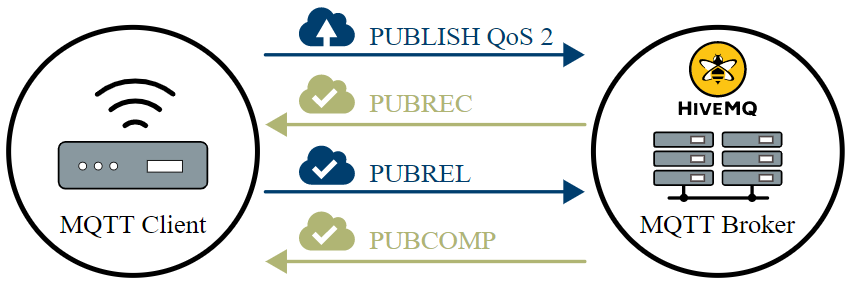 PUBLISH QoS 2
PUBREC
PUBREL
PUBCOMP
MQTT Client
HIVEMQ
MQTT Broker